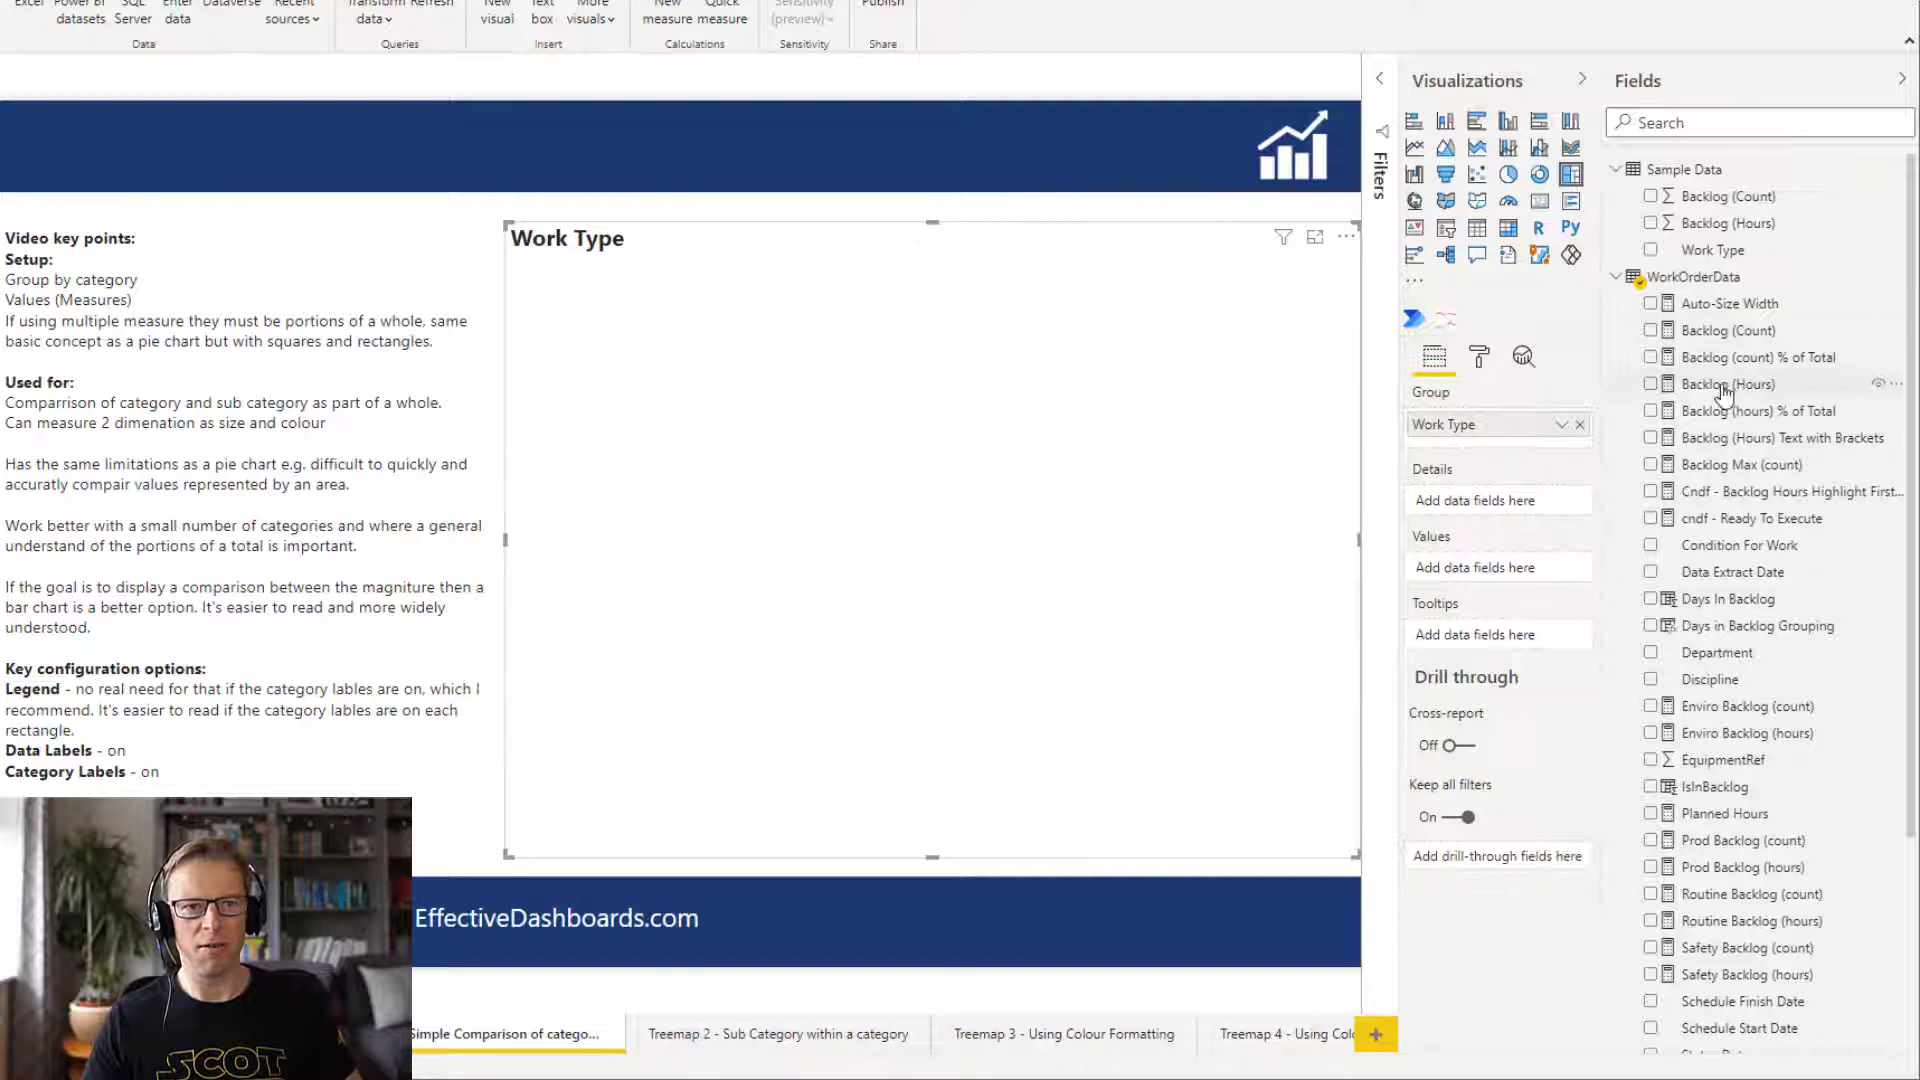 Excel
Power BI
SQL
Enter
Dataverse
Recent
Transform
Refresh
New
Text
More
New
Quick
Sensitivity
Publish
datasets
Server
data
sources
data
visual
box
visuals
measure
measure
(preview)
Data
Queries
Insert
Calculations
Sensitivity
Share
Video key points:
Setup:
Group by category
Values (Measures)
If using multiple measure they must be portions of a whole, same
basic concept as a pie chart but with squares and rectangles.
Used for:
Comparrison of category and sub category as part of a whole.
Can measure 2 dimenation as size and colour
Has the same limitations as a pie chart e.g. difficult to quickly and
accuratly compair values represented by an area.
Work better with a small number of categories and where a general
understand of the portions of a total is important.
If the goal is to display a comparison between the magniture then a
bar chart is a better option. It's easier to read and more widely
understood.
Key configuration options:
Legend - no real need for that if the category lables are on, which I
recommend. It's easier to read if the category lables are on each
rectangle.
Data Labels - on
Category Labels - on
SCOT
Work Type
EffectiveDashboards.com
Simple Comparison of catego...
Treemap 2 - Sub Category within a category
Treemap 3 - Using Colour Formatting
Treemap 4 - Using Colo
Filters
Visualizations
R
Py
Group
Work Type
Details
Add data fields here
Values
Add data fields here
Tooltips
Add data fields here
Drill through
Cross-report
Off
Keep all filters
On
Add drill-through fields here
Fields
Search
Sample Data
Backlog (Count)
Backlog (Hours)
Work Type
WorkOrderData
Auto-Size Width
Backlog (Count)
Backlog (count) % of Total
Backlog (Hours)
Backlog (hours) % of Total
Backlog (Hours) Text with Brackets
Backlog Max (count)
Cndf - Backlog Hours Highlight First...
cndf - Ready To Execute
Condition For Work
Data Extract Date
Days In Backlog
Days in Backlog Grouping
Department
Discipline
Enviro Backlog (count)
Enviro Backlog (hours)
EquipmentRef
IsInBacklog
Planned Hours
Prod Backlog (count)
Prod Backlog (hours)
Routine Backlog (count)
Routine Backlog (hours)
Safety Backlog (count)
Safety Backlog (hours)
Schedule Finish Date
Schedule Start Date